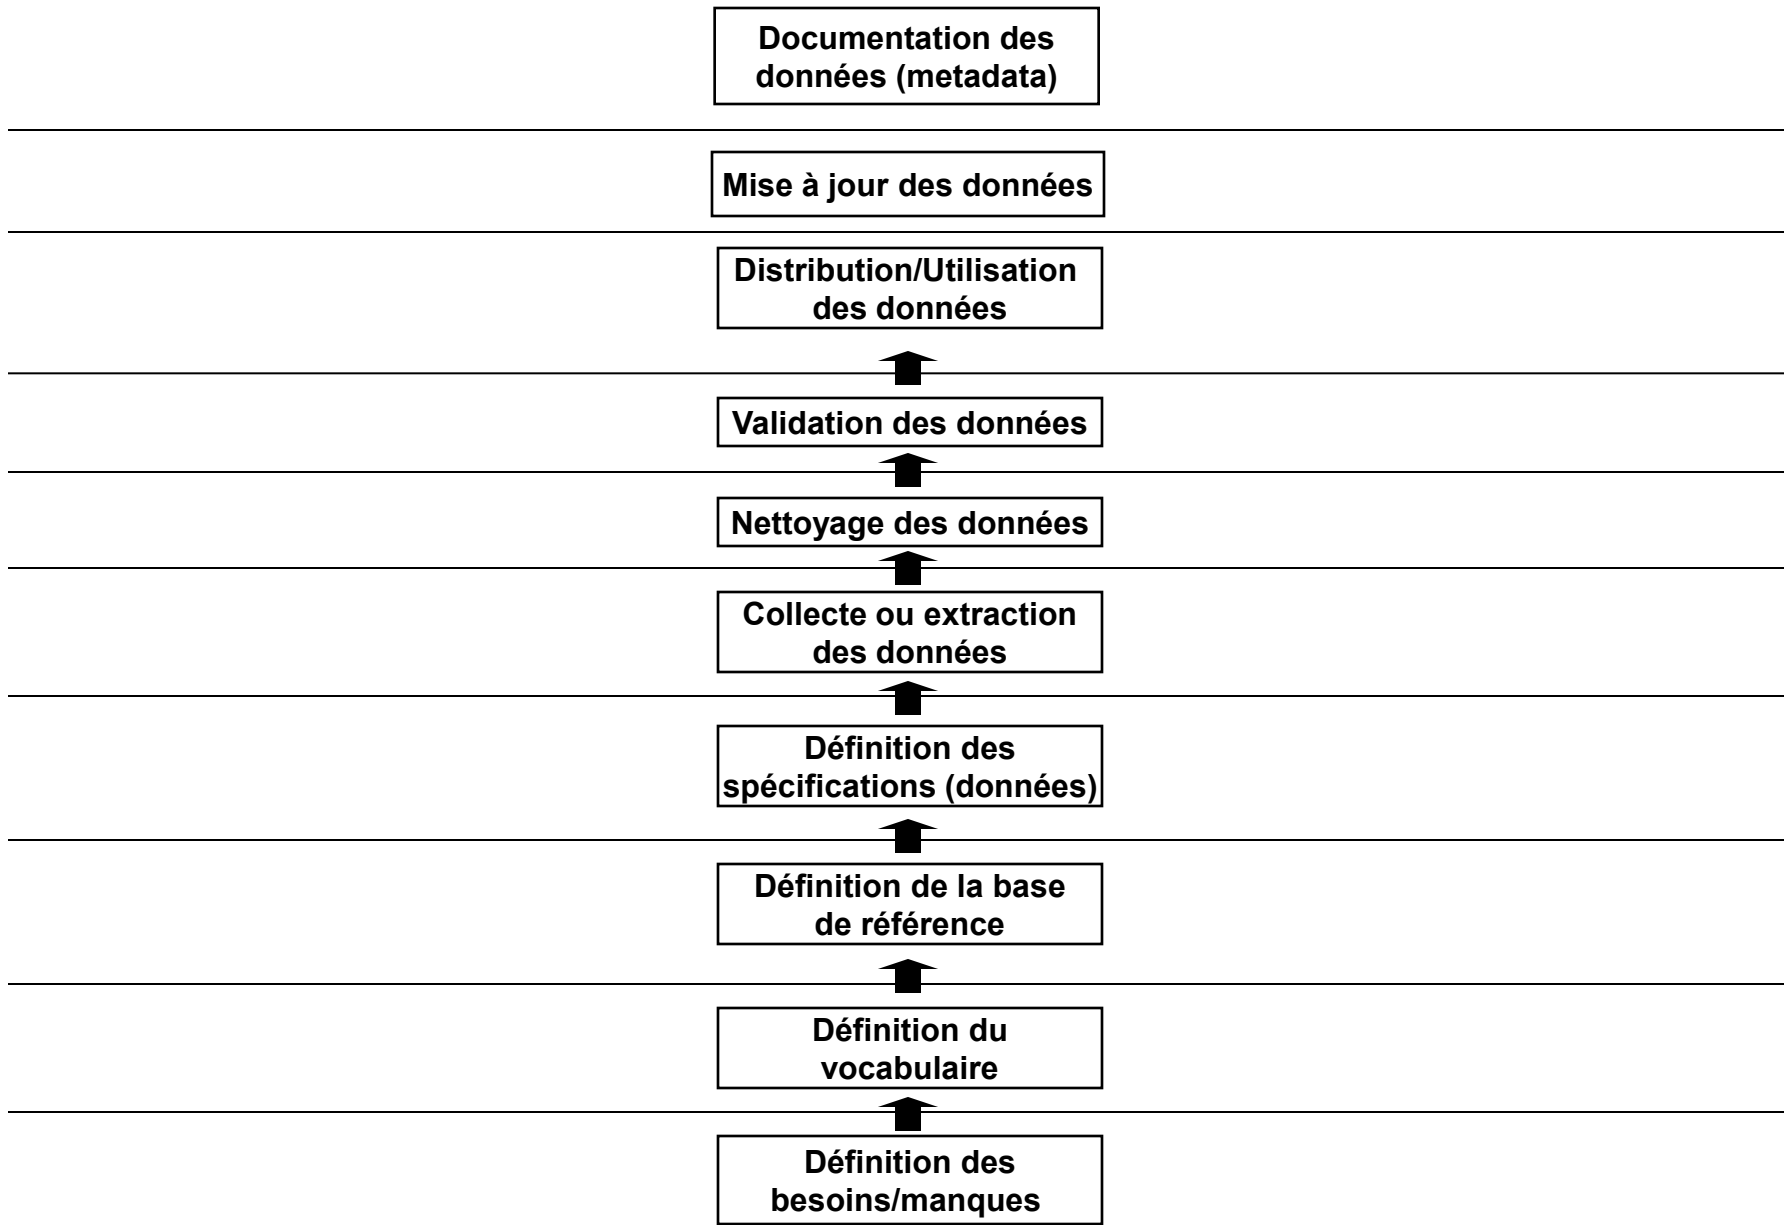 Documentation des
données (metadata)
Mise à jour des données
Distribution/Utilisation
des données
Validation des données
Nettoyage des données
Collecte ou extraction
des données
Définition des
spécifications (données)
Définition de la base
de référence
Définition du
vocabulaire
Définition des
besoins/manques